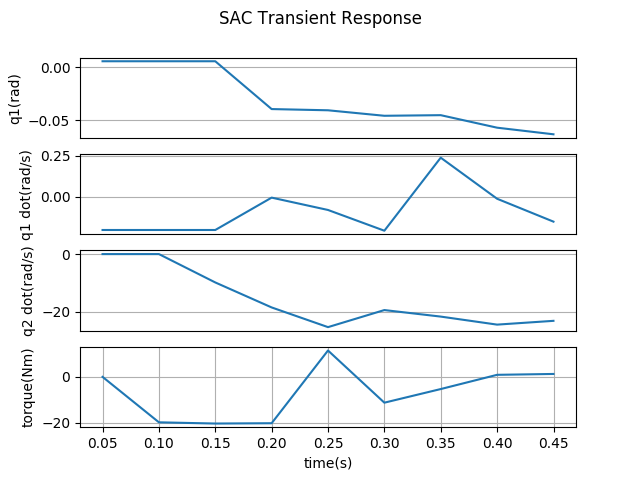 SAC Transient Response
q1(rad)
0.00
−0.05
q1 dot(rad/s)
0.25
0.00
q2 dot(rad/s)
0
−20
torque(Nm)
0
−20
0.05 0.10 0.15 0.20 0.25 0.30 0.35 0.40 0.45
time(s)